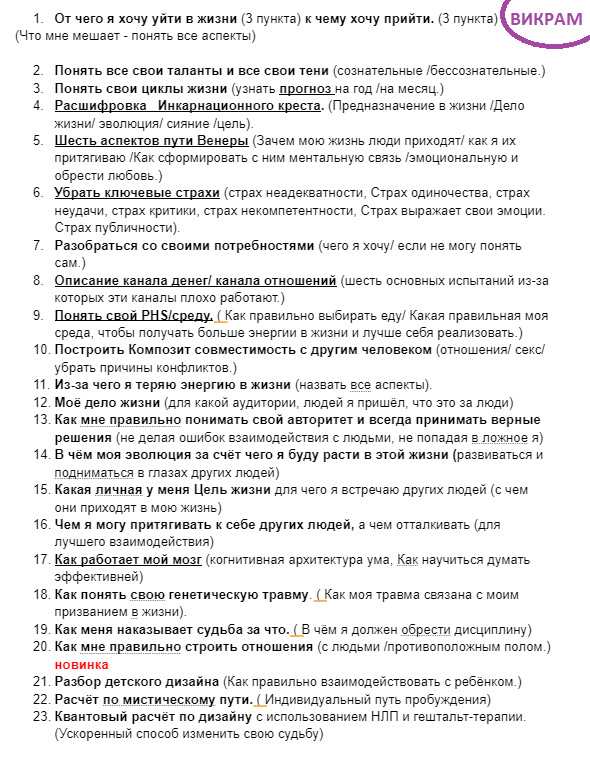 1. От чего я хочу уйти в жизни (3 пункта) к чему хочу прийти. (3 пункта)
ВИКРАМ
(Что мне мешает - понять все аспекты)
2. Понять все свои таланты и все свои тени (сознательные /бессознательные.)
3. Понять свои циклы жизни (узнать прогноз на год /на месяц.)
4. Расшифровка Инкарнационного креста. (Предназначение в жизни /Дело
жизни/ эволюция/ сияние /цель).
5. Шесть аспектов пути Венеры (Зачем мою жизнь люди приходят/ как я их
притягиваю /Как сформировать с ним ментальную связь /эмоциональную и
обрести любовь.)
6. Убрать ключевые страхи (страх неадекватности, Страх одиночества, страх
неудачи, страх критики, страх некомпетентности, Страх выражает свои эмоции.
Страх публичности).
7. Разобраться со своими потребностями (чего я хочу/ если не могу понять
сам.)
8. Описание канала денег/ канала отношений (шесть основных испытаний из-за
которых эти каналы плохо работают.)
9. Понять свой PHS/среду. ( Как правильно выбирать еду/ Какая правильная моя
среда, чтобы получать больше энергии в жизни и лучше себя реализовать.)
10. Построить Композит совместимость с другим человеком (отношения/ секс/
убрать причины конфликтов.)
11. Из-за чего я теряю энергию в жизни (назвать все аспекты).
12. Моё дело жизни (для какой аудитории, людей я пришёл, что это за люди)
13. Как мне правильно понимать свой авторитет и всегда принимать верные
решения (не делая ошибок взаимодействия с людьми, не попадая в ложное я)
14. В чём моя эволюция за счёт чего я буду расти в этой жизни (развиваться и
подниматься в глазах других людей)
15. Какая личная у меня Цель жизни для чего я встречаю других людей (с чем
они приходят в мою жизнь)
16. Чем я могу притягивать к себе других людей, а чем отталкивать (для
лучшего взаимодействия)
17. Как работает мой мозг (когнитивная архитектура ума, Как научиться думать
эффективней)
18. Как понять свою генетическую травму. ( Как моя травма связана с моим
призванием в жизни).
19. Как меня наказывает судьба за что. ( В чём я должен обрести дисциплину)
20. Как мне правильно строить отношения (с людьми /противоположным полом.)
новинка
21. Разбор детского дизайна (Как правильно взаимодействовать с ребёнком.)
22. Расчёт по мистическому пути. ( Индивидуальный путь пробуждения)
23. Квантовый расчёт по дизайну с использованием НЛП и гештальт-терапии.
(Ускоренный способ изменить свою судьбу)